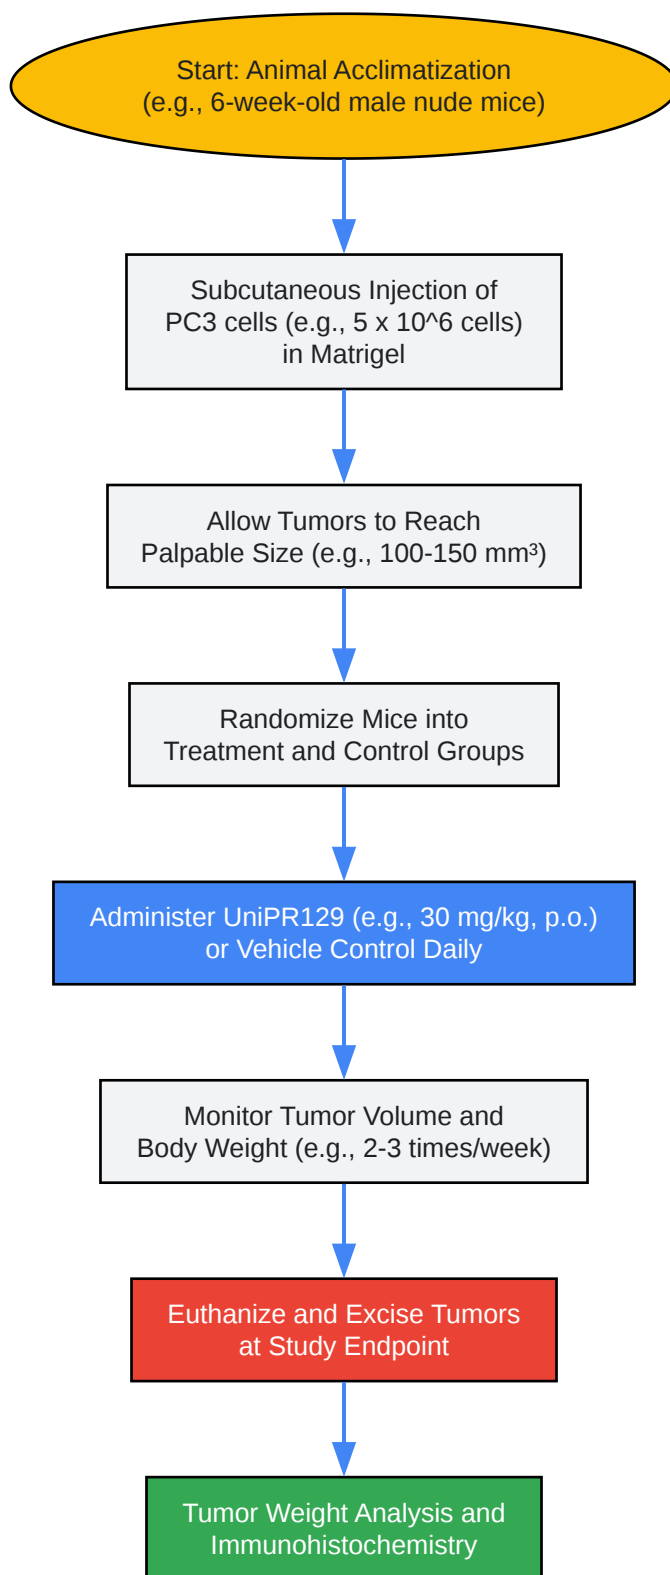 Start: Animal Acclimatization
(e.g., 6-week-old male nude mice)
Subcutaneous Injection of
PC3 cells (e.g., 5 x 10^6 cells)
in Matrigel
Allow Tumors to Reach
Palpable Size (e.g., 100-150 mm³)
Randomize Mice into
Treatment and Control Groups
Administer UniPR129 (e.g., 30 mg/kg, p.o.)
or Vehicle Control Daily
Monitor Tumor Volume and
Body Weight (e.g., 2-3 times/week)
Euthanize and Excise Tumors
at Study Endpoint
Tumor Weight Analysis and
Immunohistochemistry